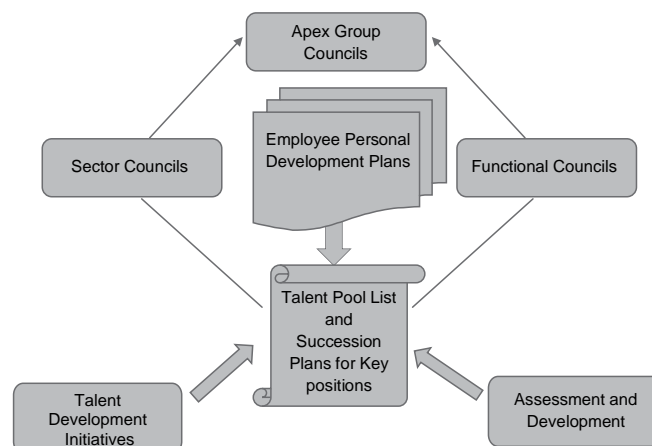 Apex Group
Councils
Employee Personal
Development Plans
Sector Councils
Functional Councils
Talent Pool List
and
Succession
Plans for Key
positions
Talent
Development
Initiatives
Assessment and
Development